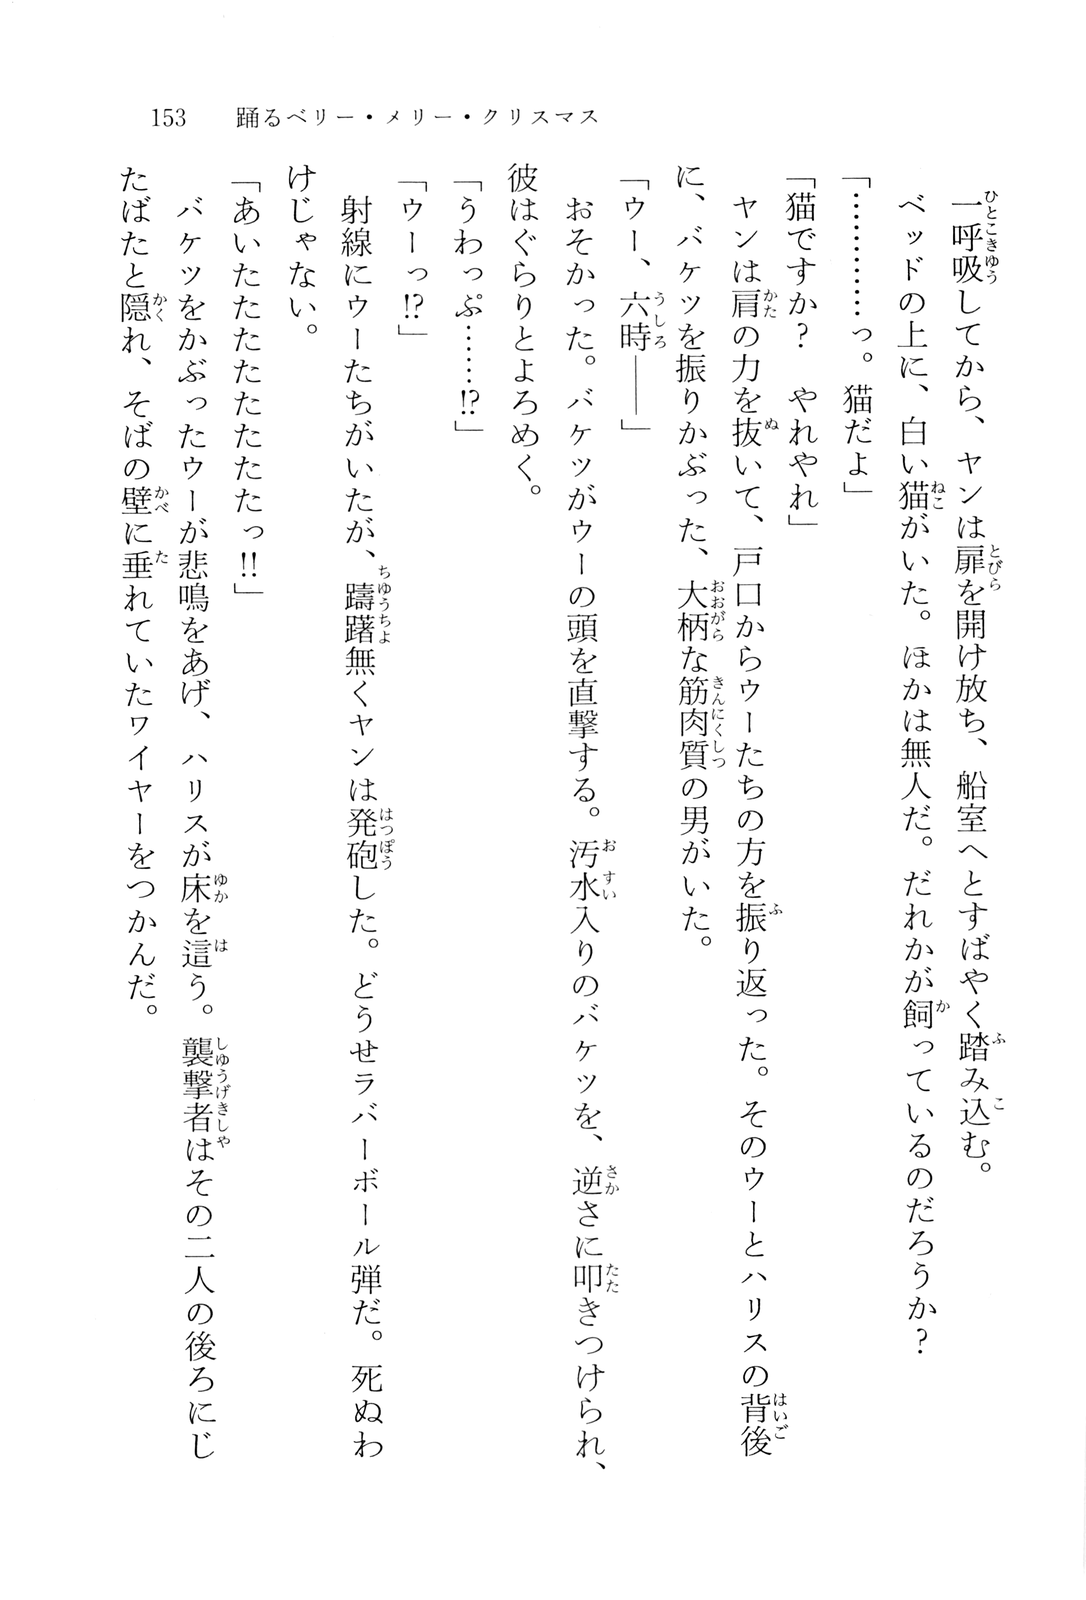 153 踊るベリー・メリー・クリスマス
一呼吸してから、ヤンは扉を開け放ち、船室へとすばやく踏み込む。
ベッドの上に、白い猫がいた。ほかは無人だ。だれかが飼っているのだろうか？
「…………っ。猫だよ」
「猫ですか？　やれやれ」
ヤンは肩の力を抜いて、戸口からウーたちの方を振り返った。そのウーとハリスの背後
に、バケツを振りかぶった、大柄な筋肉質の男がいた。
「ウー、六時――」
おそかった。バケツがウーの頭を直撃する。汚水入りのバケツを、逆さに叩きつけられ、
彼はぐらりとよろめく。
「うわっぷ……!?」
「ウーっ!?」
射線にウーたちがいたが、躊躇無くヤンは発砲した。どうせラバーボール弾だ。死ぬわ
けじゃない。
「あいたたたたたたたたっ!!」
バケツをかぶったウーが悲鳴をあげ、ハリスが床を這う。襲撃者はその二人の後ろにじ
たばたと隠れ、そばの壁に垂れていたワイヤーをつかんだ。